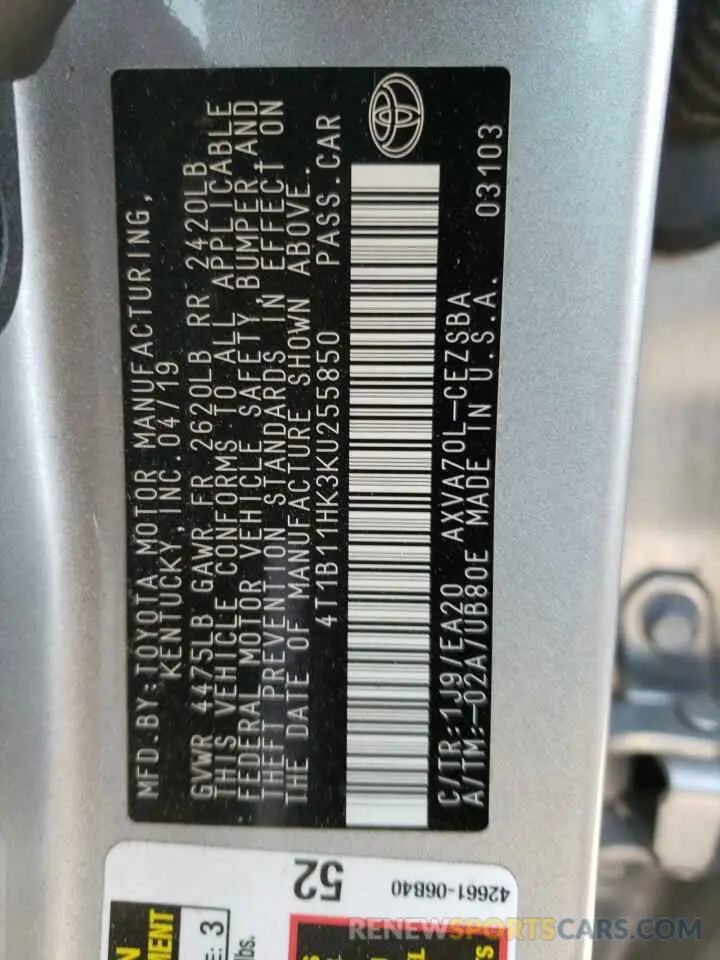 MFD.BY:TOYOTA MOTOR MANUFACTURING,
KENTUCKY,INC.04/19
GVWR 4475LB GAWR FR 2620LB RR 2420LB
THIS VEHICLE CONFORMS TO ALL APPLICABLE
FEDERAL MOTOR VEHICLE SAFETY, BUMPER AND
THEFT PREVENTION STANDARDS IN EFFECT ON
THE DATE OF MANUFACTURE SHOWN ABOVE.
4T1B11HK3KU255850 PASS.CAR
C/TR:1J9/EA20 AXVA70L-CEZSBA
A/TM:-02A/UB80E MADE IN U.S.A. 03103
52
42661-06B40
N
MENT
E: 3
lbs.
RENEWSPORTSCARS.COM